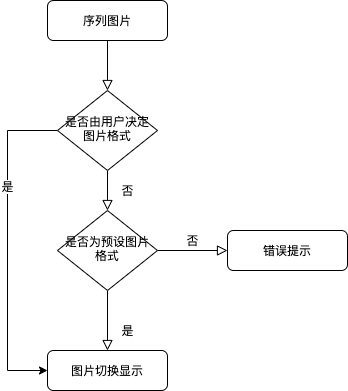 序列图片
是否由用户决定
图片格式
是
否
是否为预设图片
格式
否
错误提示
是
图片切换显示